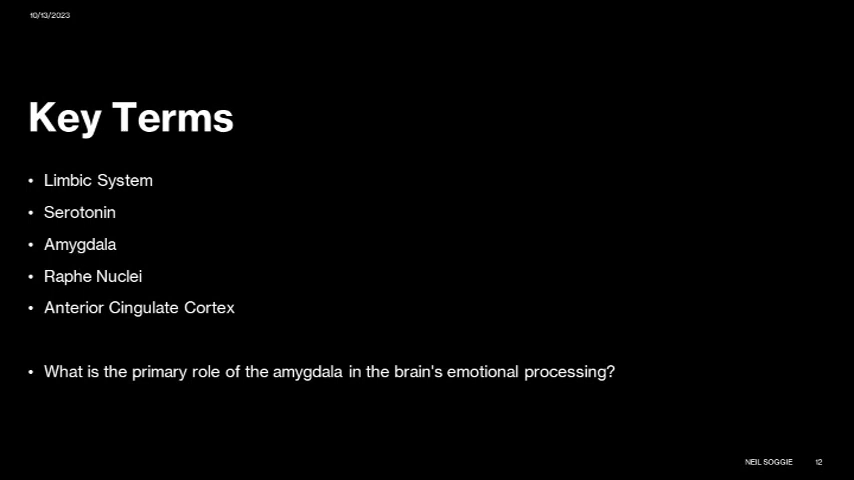 10/13/2023
Key Terms
• Limbic System
• Serotonin
• Amygdala
• Raphe Nuclei
• Anterior Cingulate Cortex
• What is the primary role of the amygdala in the brain's emotional processing?
NEIL SOGGIE 12